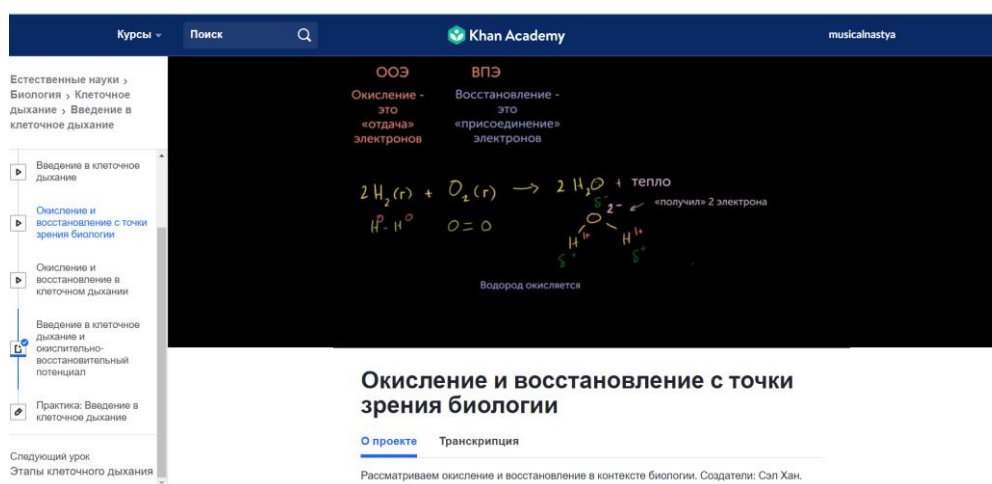 Курсы
Поиск
Khan Academy
musicalnastya
Естественные науки ›
Биология › Клеточное
дыхание › Введение в
клеточное дыхание
Введение в клеточное
дыхание
Окисление и
восстановление с точки
зрения биологии
Окисление и
восстановление в
клеточном дыхании
Введение в клеточное
дыхание и
окислительно-
восстановительный
потенциал
Практика: Введение в
клеточное дыхание
Следующий урок
Этапы клеточного дыхания
ООЭ ВПЭ
Окисление -
это
«отдача»
электронов
Восстановление -
это
«присоединение»
электронов
2 H₂(г) + O₂(г) → 2 H₂O + тепло
H⁰-H⁰ O=O
δ⁻ 2- «получил» 2 электрона
O
H¹⁺ H¹⁺
δ⁺ δ⁺
Водород окисляется
Окисление и восстановление с точки
зрения биологии
О проекте Транскрипция
Рассматриваем окисление и восстановление в контексте биологии. Создатели: Сэл Хан.